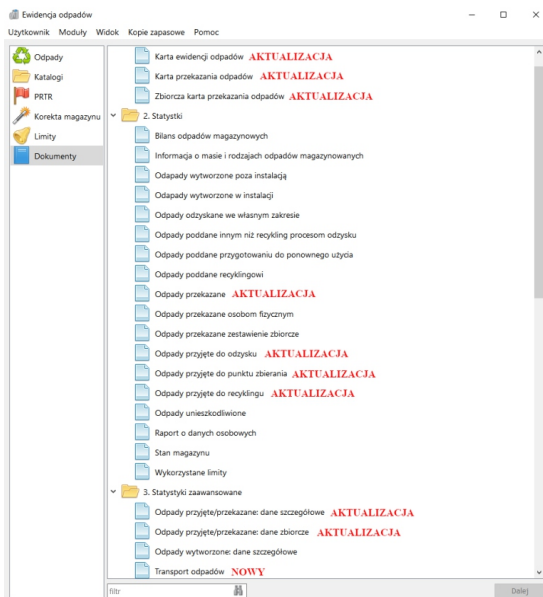 Ewidencja odpadów
Użytkownik Moduły Widok Kopie zapasowe Pomoc
Odpady
Katalogi
PRTR
Korekta magazynu
Limity
Dokumenty
Karta ewidencji odpadów AKTUALIZACJA
Karta przekazania odpadów AKTUALIZACJA
Zbiorcza karta przekazania odpadów AKTUALIZACJA
2. Statystki
Bilans odpadów magazynowych
Informacja o masie i rodzajach odpadów magazynowanych
Odapady wytworzone poza instalacją
Odapady wytworzone w instalacji
Odpady odzyskane we własnym zakresie
Odpady poddane innym niż recykling procesom odzysku
Odpady poddane przygotowaniu do ponownego użycia
Odpady poddane recyklingowi
Odpady przekazane AKTUALIZACJA
Odpady przekazane osobom fizycznym
Odpady przekazane zestawienie zbiorcze
Odpady przyjęte do odzysku AKTUALIZACJA
Odpady przyjęte do punktu zbierania AKTUALIZACJA
Odpady przyjęte do recyklingu AKTUALIZACJA
Odpady unieszkodliwione
Raport o danych osobowych
Stan magazynu
Wykorzystane limity
3. Statystyki zaawansowane
Odpady przyjęte/przekazane: dane szczegółowe AKTUALIZACJA
Odpady przyjęte/przekazane: dane zbiorcze AKTUALIZACJA
Odpady wytworzone: dane szczegółowe
Transport odpadów NOWY
filtr
Dalej